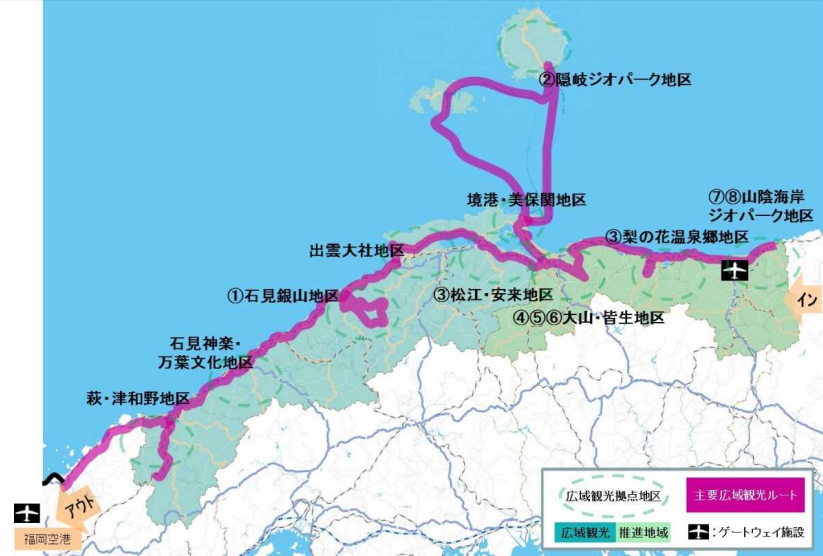 ②隠岐ジオパーク地区
境港・美保関地区
⑦⑧山陰海岸
ジオパーク地区
③梨の花温泉郷地区
出雲大社地区
イン
①石見銀山地区
③松江・安来地区
④⑤⑥大山・皆生地区
石見神楽・
万葉文化地区
萩・津和野地区
アウト
福岡空港
広域観光拠点地区
主要広域観光ルート
広域観光 推進地域
:ゲートウェイ施設